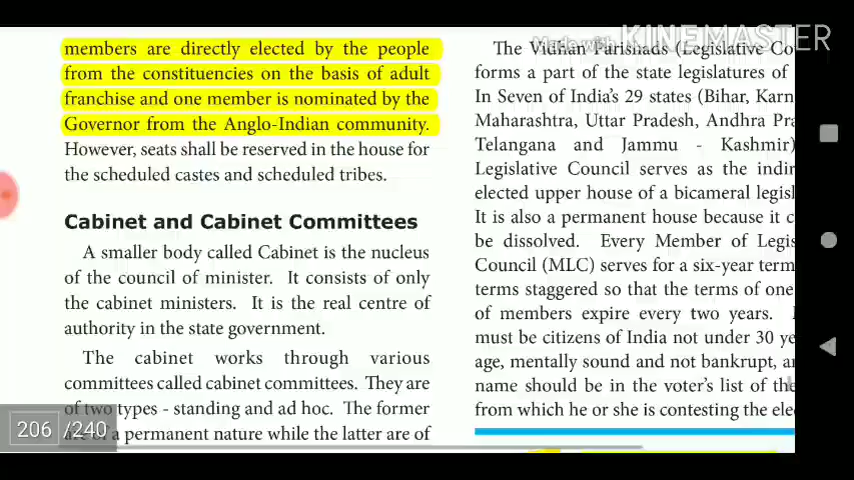 members are directly elected by the people
from the constituencies on the basis of adult
franchise and one member is nominated by the
Governor from the Anglo-Indian community.
However, seats shall be reserved in the house for
the scheduled castes and scheduled tribes.
Cabinet and Cabinet Committees
A smaller body called Cabinet is the nucleus
of the council of minister. It consists of only
the cabinet ministers. It is the real centre of
authority in the state government.
The cabinet works through various
committees called cabinet committees. They are
of two types - standing and ad hoc. The former
are of a permanent nature while the latter are of
206 /240
Made with KINEMASTER
The Vidhan Parishads (Legislative Co
forms a part of the state legislatures of
In Seven of India's 29 states (Bihar, Karn
Maharashtra, Uttar Pradesh, Andhra Pra
Telangana and Jammu - Kashmir)
Legislative Council serves as the indir
elected upper house of a bicameral legisl
It is also a permanent house because it c
be dissolved. Every Member of Legis
Council (MLC) serves for a six-year term
terms staggered so that the terms of one
of members expire every two years.
must be citizens of India not under 30 ye
age, mentally sound and not bankrupt, a
name should be in the voter's list of the
from which he or she is contesting the ele